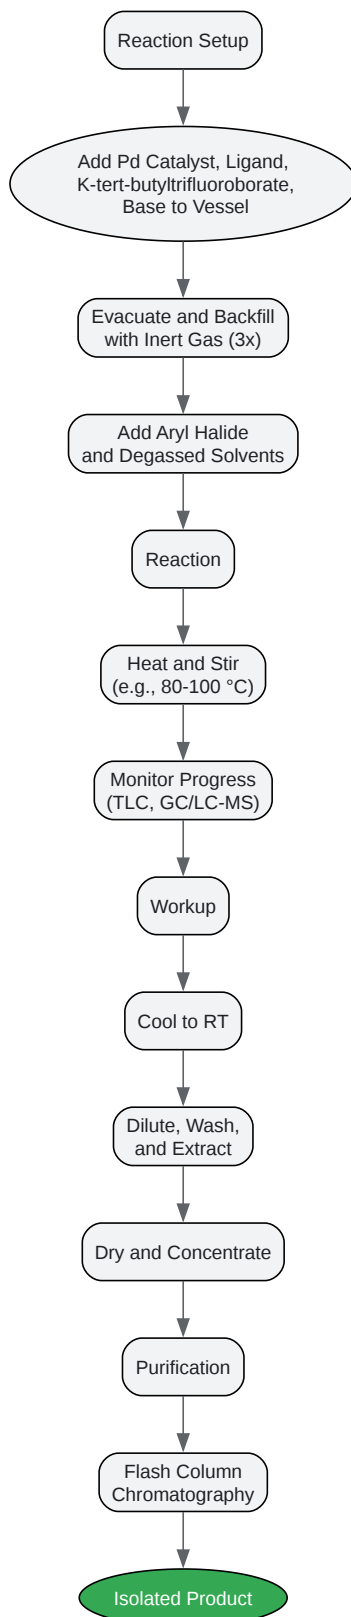 Reaction Setup
Add Pd Catalyst, Ligand,
K-tert-butyltrifluoroborate,
Base to Vessel
Evacuate and Backfill
with Inert Gas (3x)
Add Aryl Halide
and Degassed Solvents
Reaction
Heat and Stir
(e.g., 80-100 °C)
Monitor Progress
(TLC, GC/LC-MS)
Workup
Cool to RT
Dilute, Wash,
and Extract
Dry and Concentrate
Purification
Flash Column
Chromatography
Isolated Product